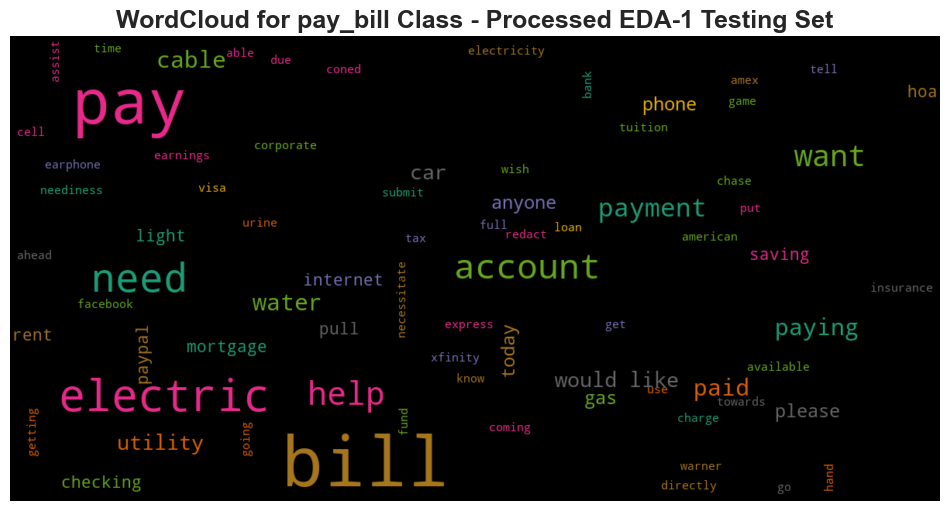 WordCloud for pay_bill Class - Processed EDA-1 Testing Set
assist
time
cable
able
due
coned
electricity
bank
tell
amex
hoa
pay
phone
game
cell
tuition
earphone
earnings
corporate
want
neediness
visa
car
submit
wish
chase
anyone
payment
put
urine
full
redact
loan
light
tax
american
saving
ahead
need
internet
account
insurance
facebook
water
necessitate
rent
paypal
pull
express
today
get
paying
mortgage
xfinity
know
available
electric
help
would like
use
paid
gas
towards
please
getting
utility
going
fund
coming
charge
bill
warner
checking
directly
go
hand